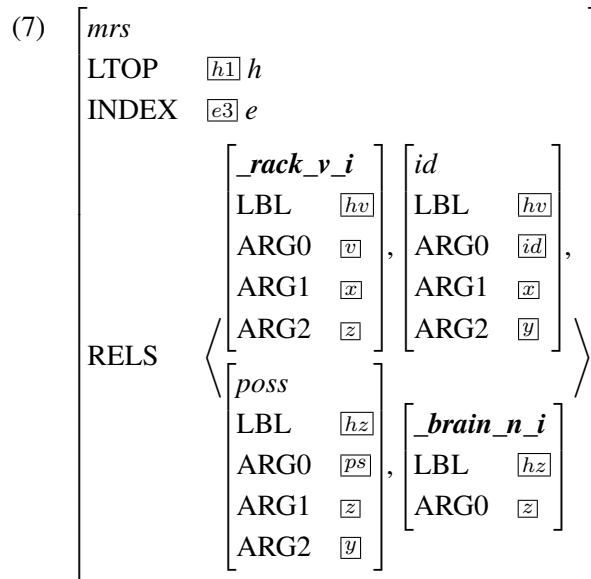 (7)
mrs
LTOP h1 h
INDEX e3 e
RELS
_rack_v_i
LBL hv
ARG0 v
ARG1 x
ARG2 z
,
id
LBL hv
ARG0 id
ARG1 x
ARG2 y
,
poss
LBL hz
ARG0 ps
ARG1 z
ARG2 y
,
_brain_n_i
LBL hz
ARG0 z